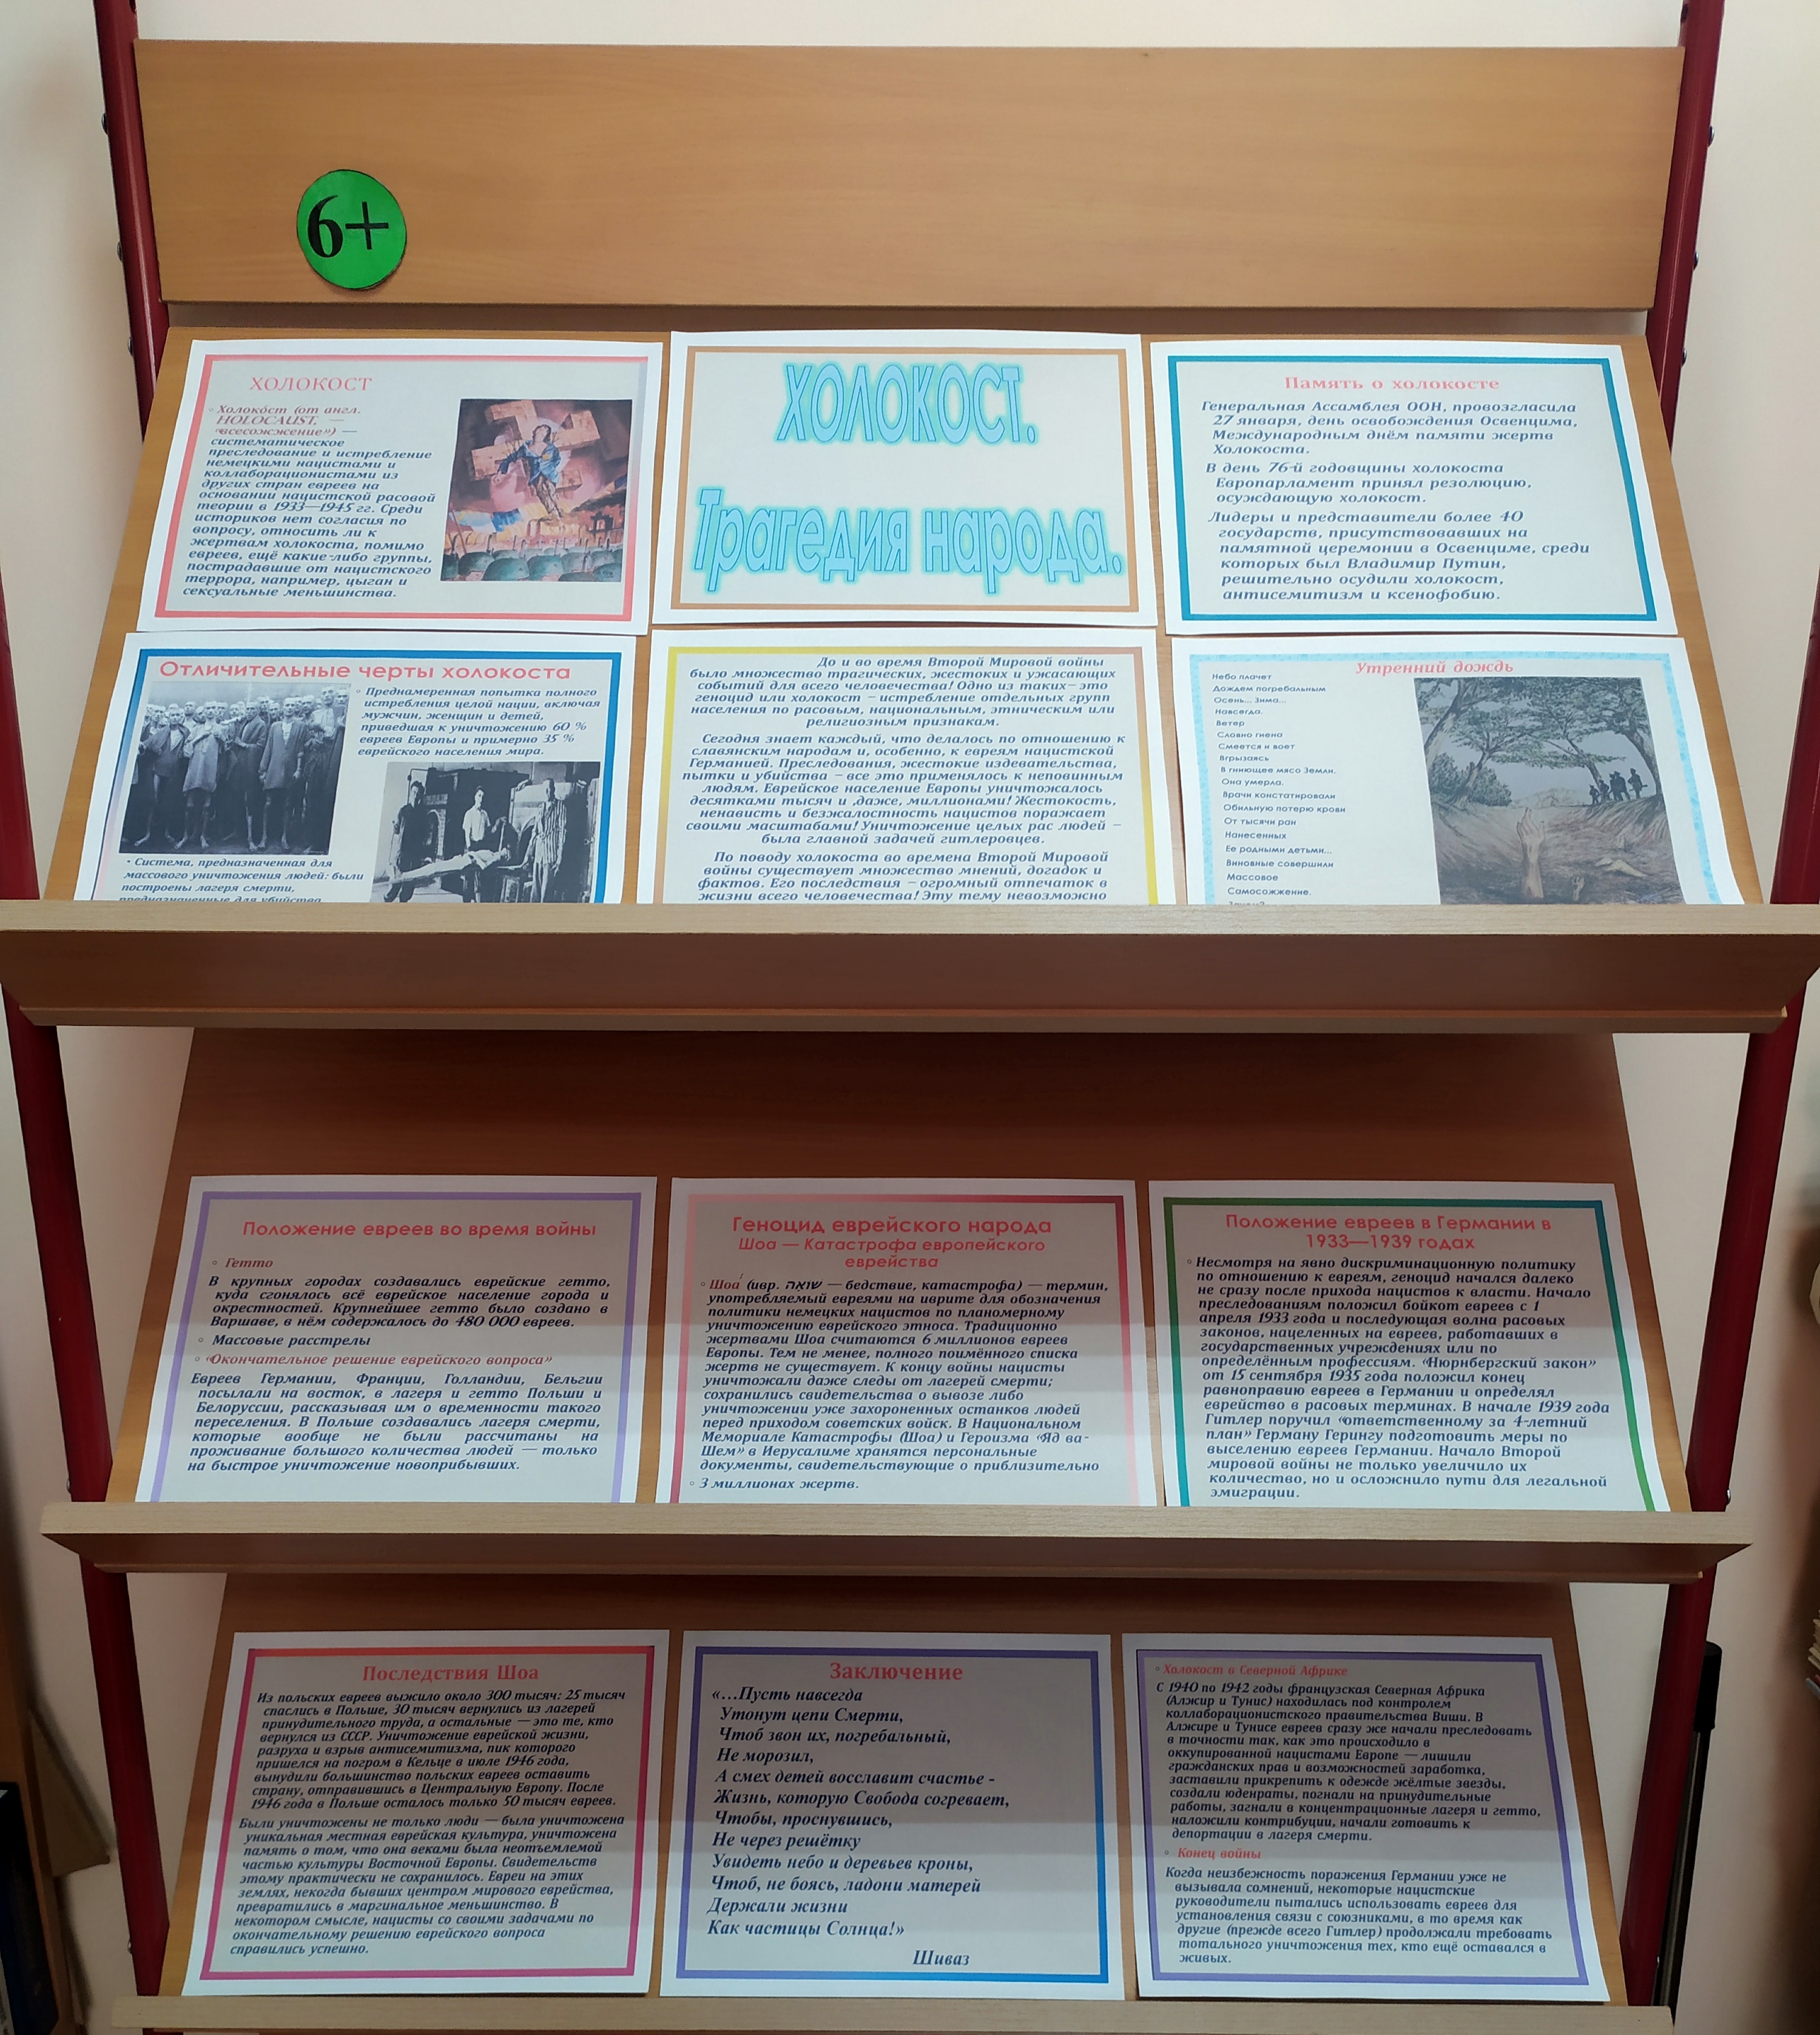 6+
ХОЛОКОСТ
◦ Холоко́ст (от англ.
HOLOCAUST, —
«всесожжение») —
систематическое
преследование и истребление
немецкими нацистами и
коллаборационистами из
других стран евреев на
основании нацистской расовой
теории в 1933—1945 гг. Среди
историков нет согласия по
вопросу, относить ли к
жертвам холокоста, помимо
евреев, ещё какие-либо группы,
пострадавшие от нацистского
террора, например, цыган и
сексуальные меньшинства.
ХОЛОКОСТ.
Трагедия народа.
Память о холокосте
Генеральная Ассамблея ООН, провозгласила
27 января, день освобождения Освенцима,
Международным днём памяти жертв
Холокоста.
В день 76-й годовщины холокоста
Европарламент принял резолюцию,
осуждающую холокост.
Лидеры и представители более 40
государств, присутствовавших на
памятной церемонии в Освенциме, среди
которых был Владимир Путин,
решительно осудили холокост,
антисемитизм и ксенофобию.
Отличительные черты холокоста
◦ Преднамеренная попытка полного
истребления целой нации, включая
мужчин, женщин и детей,
приведшая к уничтожению 60 %
евреев Европы и примерно 35 %
еврейского населения мира.
• Система, предназначенная для
массового уничтожения людей: были
построены лагеря смерти,
предназначенные для убийства
До и во время Второй Мировой войны
было множество трагических, жестоких и ужасающих
событий для всего человечества! Одно из таких– это
геноцид или холокост – истребление отдельных групп
населения по расовым, национальным, этническим или
религиозным признакам.
Сегодня знает каждый, что делалось по отношению к
славянским народам и, особенно, к евреям нацистской
Германией. Преследования, жестокие издевательства,
пытки и убийства – все это применялось к неповинным
людям. Еврейское население Европы уничтожалось
десятками тысяч и ,даже, миллионами! Жестокость,
ненависть и безжалостность нацистов поражает
своими масштабами! Уничтожение целых рас людей –
была главной задачей гитлеровцев.
По поводу холокоста во времена Второй Мировой
войны существует множество мнений, догадок и
фактов. Его последствия – огромный отпечаток в
жизни всего человечества! Эту тему невозможно
Утренний дождь
Небо плачет
Дождем погребальным
Осень... Зима...
Навсегда.
Ветер
Словно гиена
Смеется и воет
Вгрызаясь
В гниющее мясо Земли.
Она умерла.
Врачи констатировали
Обильную потерю крови
От тысячи ран
Нанесенных
Ее родными детьми...
Виновные совершили
Массовое
Самосожжение.
Положение евреев во время войны
◦ Гетто
В крупных городах создавались еврейские гетто,
куда сгонялось всё еврейское население города и
окрестностей. Крупнейшее гетто было создано в
Варшаве, в нём содержалось до 480 000 евреев.
◦ Массовые расстрелы
◦ «Окончательное решение еврейского вопроса»
Евреев Германии, Франции, Голландии, Бельгии
посылали на восток, в лагеря и гетто Польши и
Белоруссии, рассказывая им о временности такого
переселения. В Польше создавались лагеря смерти,
которые вообще не были рассчитаны на
проживание большого количества людей — только
на быстрое уничтожение новоприбывших.
Геноцид еврейского народа
Шоа — Катастрофа европейского
еврейства
◦ Шоа́ (ивр. שואה — бедствие, катастрофа) — термин,
употребляемый евреями на иврите для обозначения
политики немецких нацистов по планомерному
уничтожению еврейского этноса. Традиционно
жертвами Шоа считаются 6 миллионов евреев
Европы. Тем не менее, полного поимённого списка
жертв не существует. К концу войны нацисты
уничтожали даже следы от лагерей смерти;
сохранились свидетельства о вывозе либо
уничтожении уже захороненных останков людей
перед приходом советских войск. В Национальном
Мемориале Катастрофы (Шоа) и Героизма «Яд ва-
Шем» в Иерусалиме хранятся персональные
документы, свидетельствующие о приблизительно
◦ 3 миллионах жертв.
Положение евреев в Германии в
1933—1939 годах
◦ Несмотря на явно дискриминационную политику
по отношению к евреям, геноцид начался далеко
не сразу после прихода нацистов к власти. Начало
преследованиям положил бойкот евреев с 1
апреля 1933 года и последующая волна расовых
законов, нацеленных на евреев, работавших в
государственных учреждениях или по
определённым профессиям. «Нюрнбергский закон»
от 15 сентября 1935 года положил конец
равноправию евреев в Германии и определял
еврейство в расовых терминах. В начале 1939 года
Гитлер поручил «ответственному за 4-летний
план» Герману Герингу подготовить меры по
выселению евреев Германии. Начало Второй
мировой войны не только увеличило их
количество, но и осложнило пути для легальной
эмиграции.
Последствия Шоа
Из польских евреев выжило около 300 тысяч: 25 тысяч
спаслись в Польше, 30 тысяч вернулись из лагерей
принудительного труда, а остальные — это те, кто
вернулся из СССР. Уничтожение еврейской жизни,
разруха и взрыв антисемитизма, пик которого
пришелся на погром в Кельце в июле 1946 года,
вынудили большинство польских евреев оставить
страну, отправившись в Центральную Европу. После
1946 года в Польше осталось только 50 тысяч евреев.
Были уничтожены не только люди — была уничтожена
уникальная местная еврейская культура, уничтожена
память о том, что она веками была неотъемлемой
частью культуры Восточной Европы. Свидетельств
этому практически не сохранилось. Евреи на этих
землях, некогда бывших центром мирового еврейства,
превратились в маргинальное меньшинство. В
некотором смысле, нацисты со своими задачами по
окончательному решению еврейского вопроса
справились успешно.
Заключение
«…Пусть навсегда
Утонут цепи Смерти,
Чтоб звон их, погребальный,
Не морозил,
А смех детей восславит счастье -
Жизнь, которую Свобода согревает,
Чтобы, проснувшись,
Не через решётку
Увидеть небо и деревьев кроны,
Чтоб, не боясь, ладони матерей
Держали жизни
Как частицы Солнца!»
Шиваз
◦ Холокост в Северной Африке
С 1940 по 1942 годы французская Северная Африка
(Алжир и Тунис) находилась под контролем
коллаборационистского правительства Виши. В
Алжире и Тунисе евреев сразу же начали преследовать
в точности так, как это происходило в
оккупированной нацистами Европе — лишили
гражданских прав и возможностей заработка,
заставили прикрепить к одежде жёлтые звезды,
создали юденраты, погнали на принудительные
работы, загнали в концентрационные лагеря и гетто,
наложили контрибуции, начали готовить к
депортации в лагеря смерти.
◦ Конец войны
Когда неизбежность поражения Германии уже не
вызывала сомнений, некоторые нацистские
руководители пытались использовать евреев для
установления связи с союзниками, в то время как
другие (прежде всего Гитлер) продолжали требовать
тотального уничтожения тех, кто ещё оставался в
живых.